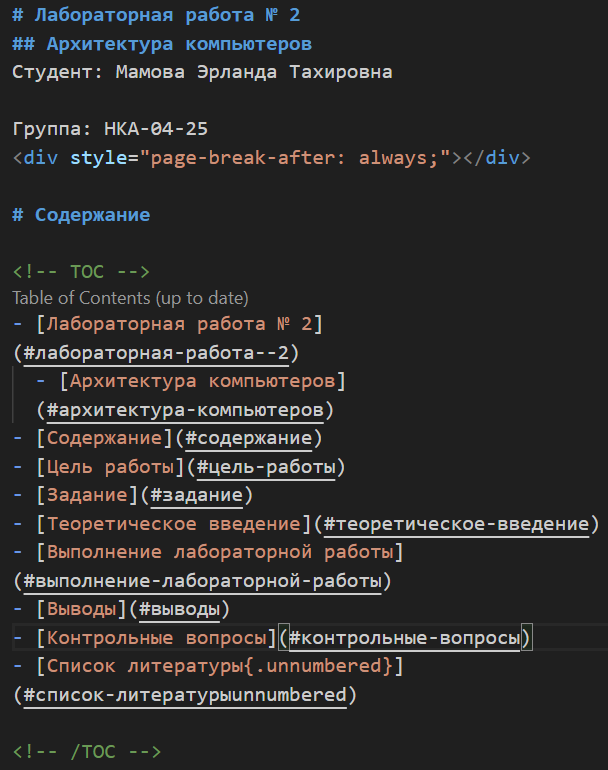 # Лабораторная работа № 2
## Архитектура компьютеров
Студент: Мамова Эрланда Тахировна
Группа: НКА-04-25
<div style="page-break-after: always;"></div>
# Содержание
<!-- TOC -->
Table of Contents (up to date)
- [Лабораторная работа № 2]
(#лабораторная-работа--2)
- [Архитектура компьютеров]
(#архитектура-компьютеров)
- [Содержание](#содержание)
- [Цель работы](#цель-работы)
- [Задание](#задание)
- [Теоретическое введение](#теоретическое-введение)
- [Выполнение лабораторной работы]
(#выполнение-лабораторной-работы)
- [Выводы](#выводы)
- [Контрольные вопросы](#контрольные-вопросы)
- [Список литературы{.unnumbered}]
(#список-литературыunnumbered)
<!-- /TOC -->